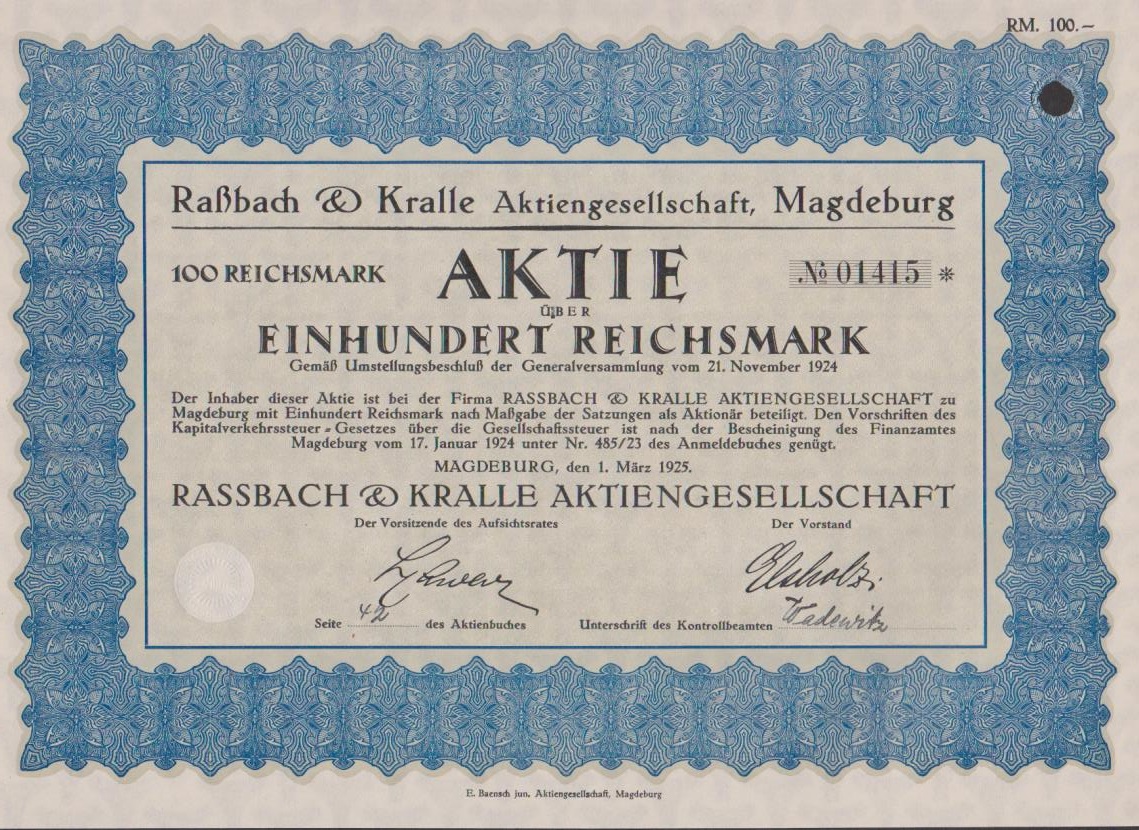 RM. 100.–
Raßbach & Kralle Aktiengesellschaft, Magdeburg
100 REICHSMARK AKTIE № 01415 *
ÜBER
EINHUNDERT REICHSMARK
Gemäß Umstellungsbeschluß der Generalversammlung vom 21. November 1924
Der Inhaber dieser Aktie ist bei der Firma RASSBACH & KRALLE AKTIENGESELLSCHAFT zu
Magdeburg mit Einhundert Reichsmark nach Maßgabe der Satzungen als Aktionär beteiligt. Den Vorschriften des
Kapitalverkehrssteuer-Gesetzes über die Gesellschaftssteuer ist nach der Bescheinigung des Finanzamtes
Magdeburg vom 17. Januar 1924 unter Nr. 485/23 des Anmeldebuches genügt.
MAGDEBURG, den 1. März 1925.
RASSBACH & KRALLE AKTIENGESELLSCHAFT
Der Vorsitzende des Aufsichtsrates Der Vorstand
Elsholz.
Seite 42 des Aktienbuches Unterschrift des Kontrollbeamten Wadewitz
E. Baensch jun. Aktiengesellschaft, Magdeburg